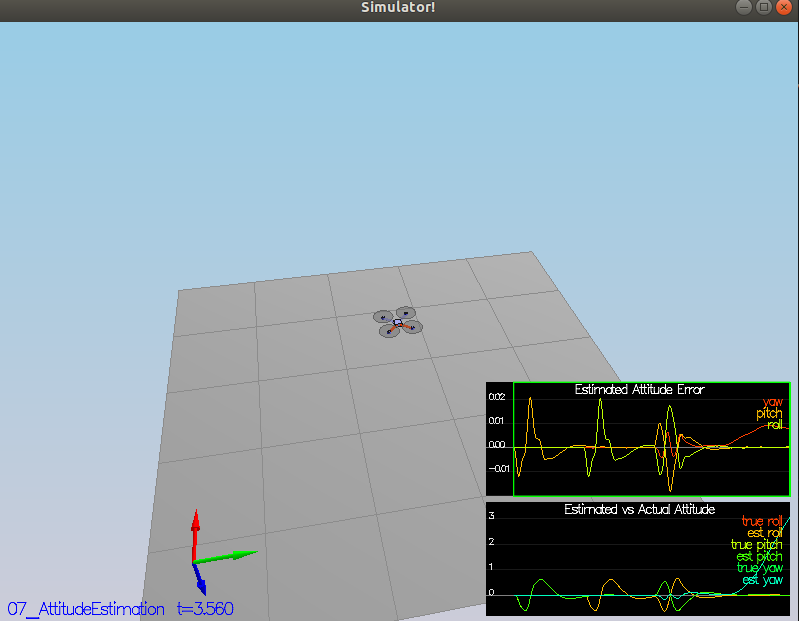 Simulator!
Estimated Attitude Error
0.02
yaw
pitch
0.01
roll
0.00
-0.01
Estimated vs Actual Attitude
3
true roll
est roll
2
true pitch
est pitch
1
true yaw
est yaw
0
07_AttitudeEstimation t=3.560